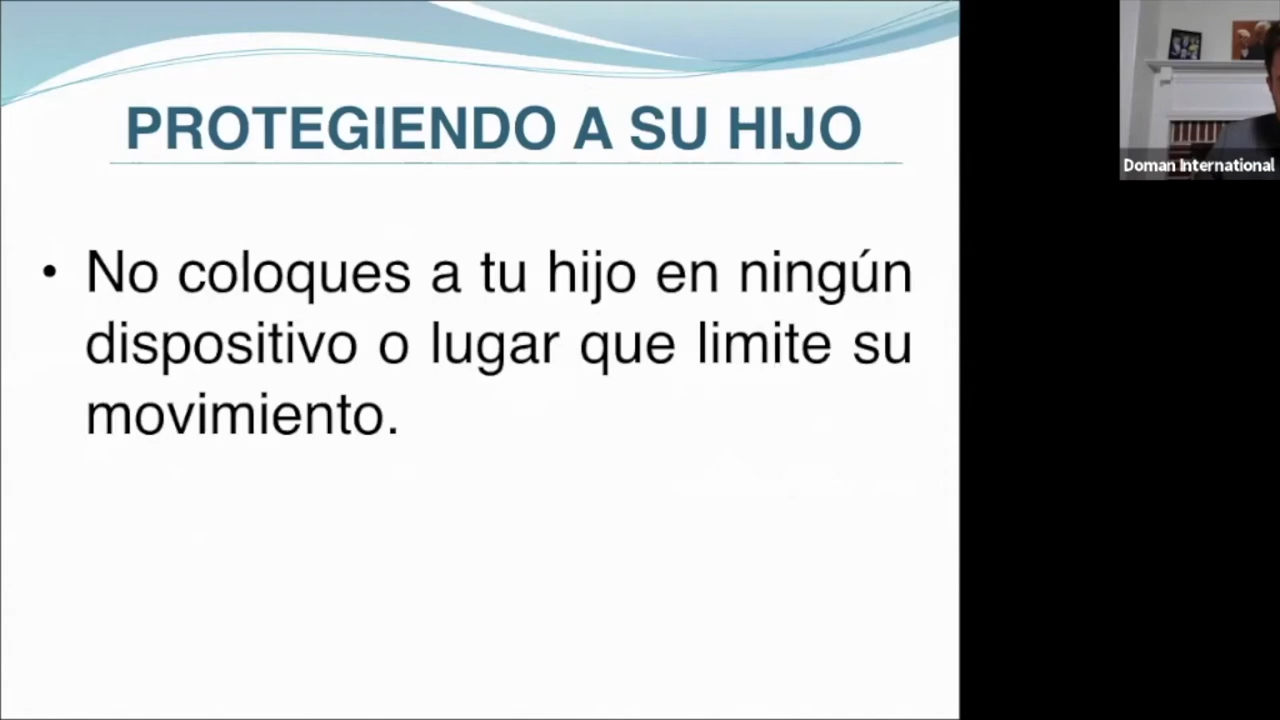 PROTEGIENDO A SU HIJO
• No coloques a tu hijo en ningún
dispositivo o lugar que limite su
movimiento.
Doman International